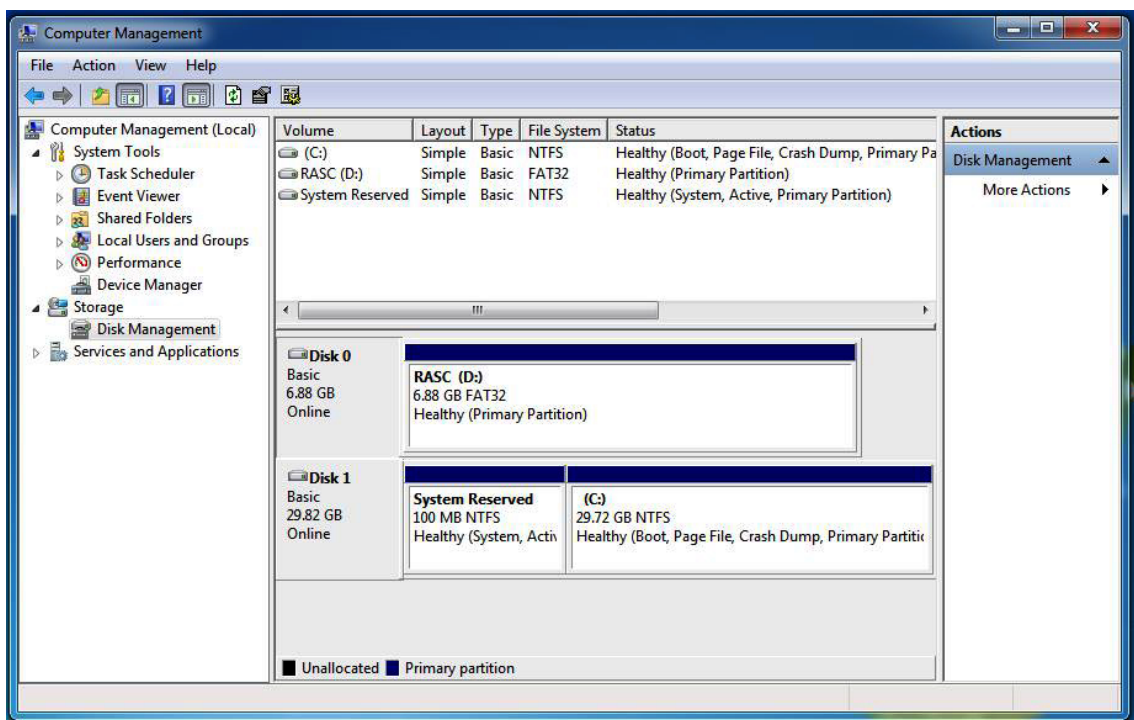 Computer Management
File Action View Help
Computer Management (Local)
System Tools
Task Scheduler
Event Viewer
Shared Folders
Local Users and Groups
Performance
Device Manager
Storage
Disk Management
Services and Applications
Volume Layout Type File System Status
(C:) Simple Basic NTFS Healthy (Boot, Page File, Crash Dump, Primary Pa
RASC (D:) Simple Basic FAT32 Healthy (Primary Partition)
System Reserved Simple Basic NTFS Healthy (System, Active, Primary Partition)
Disk 0
Basic
6.88 GB
Online
RASC (D:)
6.88 GB FAT32
Healthy (Primary Partition)
Disk 1
Basic
29.82 GB
Online
System Reserved
100 MB NTFS
Healthy (System, Activ
(C:)
29.72 GB NTFS
Healthy (Boot, Page File, Crash Dump, Primary Partitic
Unallocated Primary partition
Actions
Disk Management
More Actions